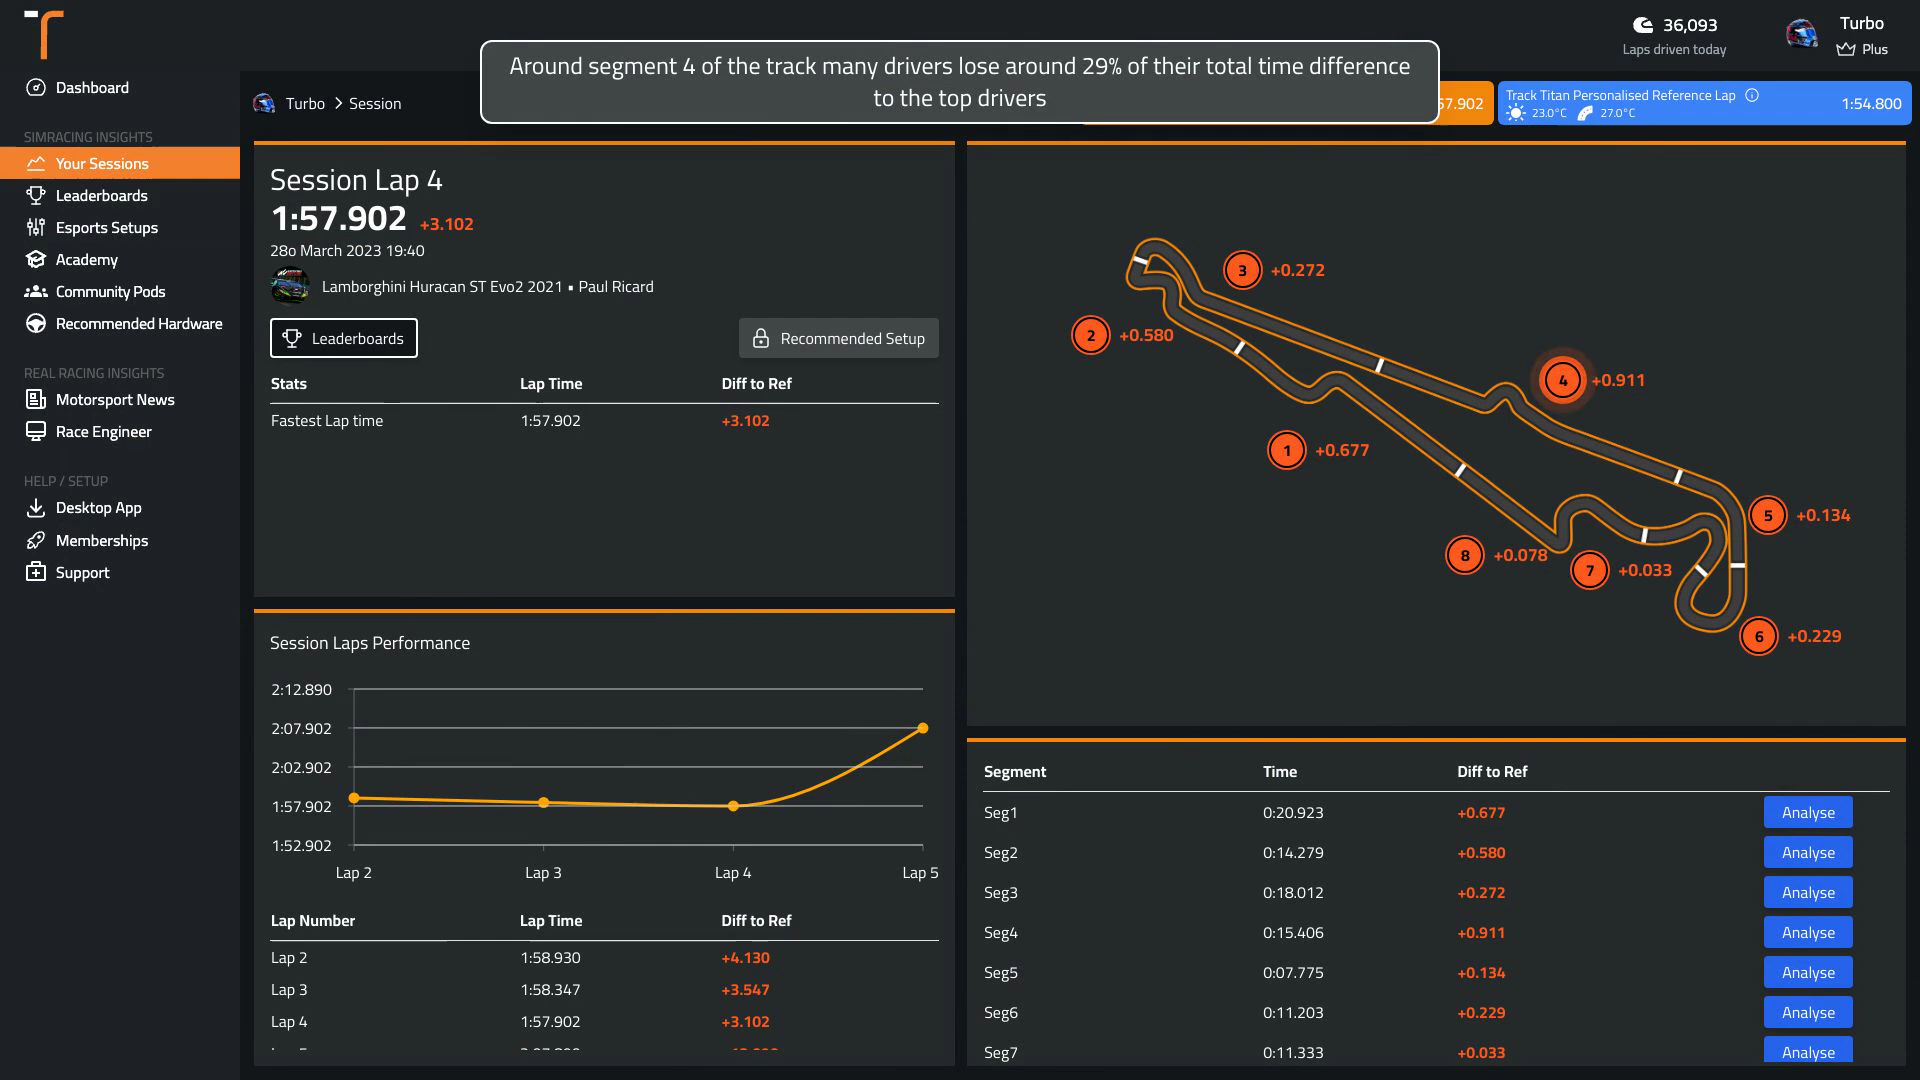 36,093
Laps driven today
Turbo
Plus
Around segment 4 of the track many drivers lose around 29% of their total time difference
to the top drivers
Dashboard
SIMRACING INSIGHTS
Your Sessions
Leaderboards
Esports Setups
Academy
Community Pods
Recommended Hardware
REAL RACING INSIGHTS
Motorsport News
Race Engineer
HELP / SETUP
Desktop App
Memberships
Support
Turbo > Session
57.902
Track Titan Personalised Reference Lap
23.0°C 27.0°C
1:54.800
Session Lap 4
1:57.902 +3.102
28o March 2023 19:40
Lamborghini Huracan ST Evo2 2021 • Paul Ricard
Leaderboards
Recommended Setup
Stats Lap Time Diff to Ref
Fastest Lap time 1:57.902 +3.102
3 +0.272
2 +0.580
4 +0.911
1 +0.677
5 +0.134
8 +0.078
7 +0.033
6 +0.229
Session Laps Performance
2:12.890
2:07.902
2:02.902
1:57.902
1:52.902
Lap 2 Lap 3 Lap 4 Lap 5
Lap Number Lap Time Diff to Ref
Lap 2 1:58.930 +4.130
Lap 3 1:58.347 +3.547
Lap 4 1:57.902 +3.102
Segment Time Diff to Ref
Seg1 0:20.923 +0.677 Analyse
Seg2 0:14.279 +0.580 Analyse
Seg3 0:18.012 +0.272 Analyse
Seg4 0:15.406 +0.911 Analyse
Seg5 0:07.775 +0.134 Analyse
Seg6 0:11.203 +0.229 Analyse
Seg7 0:11.333 +0.033 Analyse